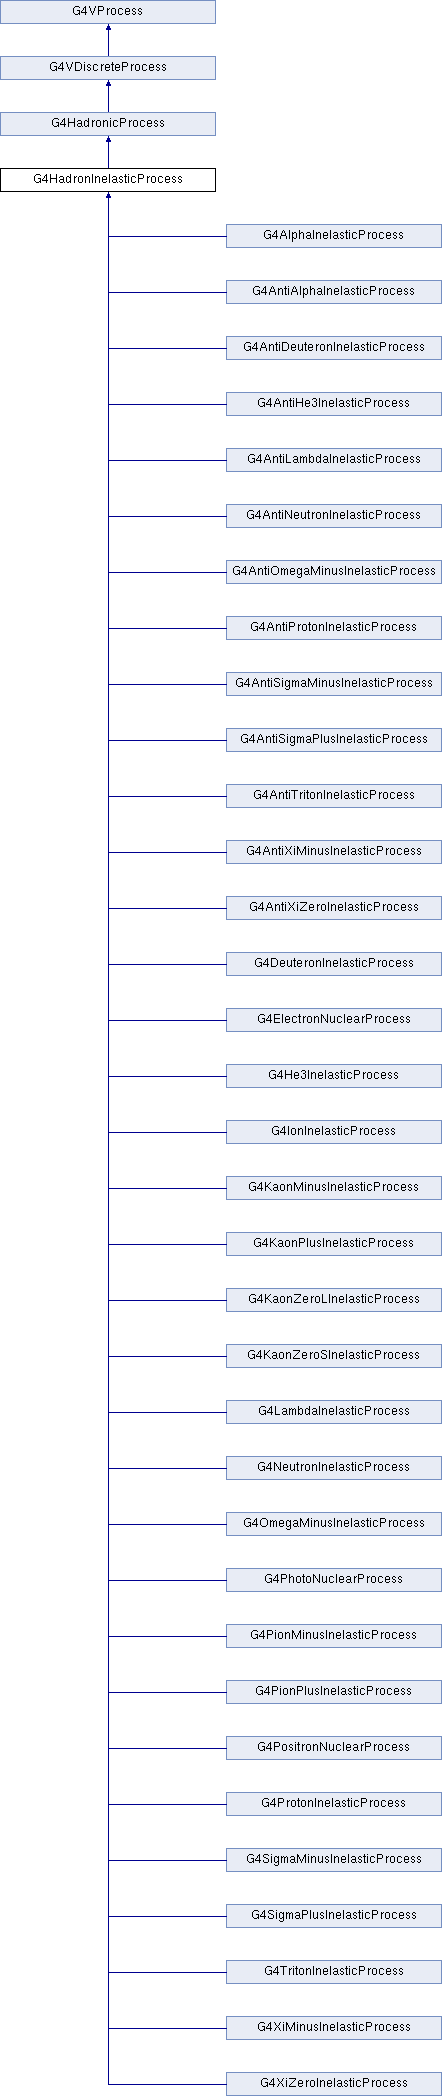 G4VProcess
G4VDiscreteProcess
G4HadronicProcess
G4HadronInelasticProcess
G4AlphaInelasticProcess
G4AntiAlphaInelasticProcess
G4AntiDeuteronInelasticProcess
G4AntiHe3InelasticProcess
G4AntiLambdaInelasticProcess
G4AntiNeutronInelasticProcess
G4AntiOmegaMinusInelasticProcess
G4AntiProtonInelasticProcess
G4AntiSigmaMinusInelasticProcess
G4AntiSigmaPlusInelasticProcess
G4AntiTritonInelasticProcess
G4AntiXiMinusInelasticProcess
G4AntiXiZeroInelasticProcess
G4DeuteronInelasticProcess
G4ElectronNuclearProcess
G4He3InelasticProcess
G4IonInelasticProcess
G4KaonMinusInelasticProcess
G4KaonPlusInelasticProcess
G4KaonZeroLInelasticProcess
G4KaonZeroSInelasticProcess
G4LambdaInelasticProcess
G4NeutronInelasticProcess
G4OmegaMinusInelasticProcess
G4PhotoNuclearProcess
G4PionMinusInelasticProcess
G4PionPlusInelasticProcess
G4PositronNuclearProcess
G4ProtonInelasticProcess
G4SigmaMinusInelasticProcess
G4SigmaPlusInelasticProcess
G4TritonInelasticProcess
G4XiMinusInelasticProcess
G4XiZeroInelasticProcess